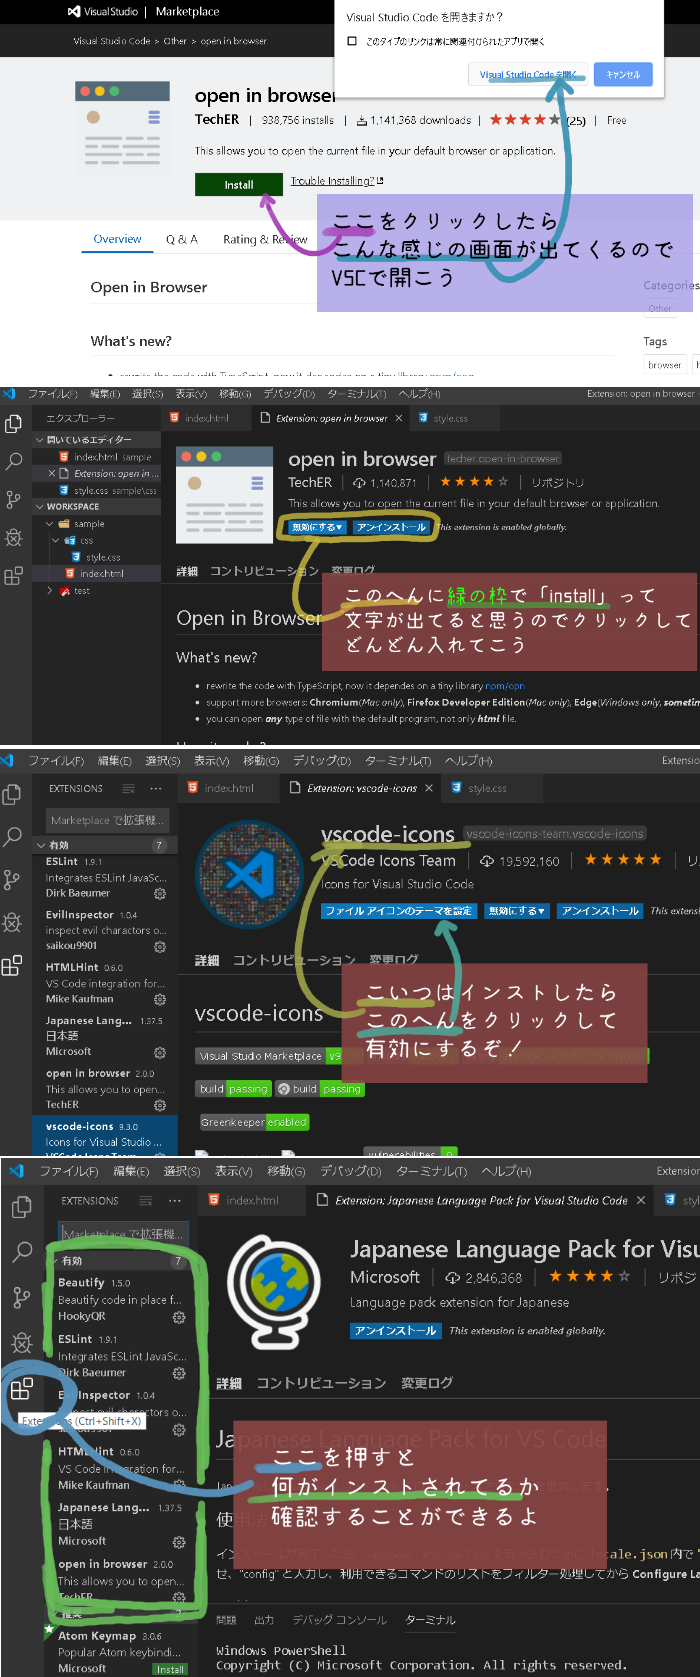 Visual Studio | Marketplace
Visual Studio Code を開きますか？
このタイプのリンクは常に関連付けられたアプリで開く
Visual Studio Code を開く
キャンセル
Visual Studio Code > Other > open in browser
open in browser
TechER | 938,756 installs | 1,141,368 downloads | (25) | Free
This allows you to open the current file in your default browser or application.
Install
Trouble Installing?
ここをクリックしたら
こんな感じの画面が出てくるので
VSCで開こう
Overview
Q & A
Rating & Review
Open in Browser
Categories
Other
What's new?
Tags
browser
rewrite the code with TypeScript, now it dependes on a tiny library npm/opn
ファイル(F) 編集(E) 選択(S) 表示(V) 移動(G) デバッグ(D) ターミナル(T) ヘルプ(H)
Extension: open in browser -
エクスプローラー
index.html
Extension: open in browser
style.css
開いているエディター
index.html sample
Extension: open in ...
style.css sample\css
WORKSPACE
sample
css
style.css
index.html
test
open in browser
techer.open-in-browser
TechER | 1,140,871 | リポジトリ
This allows you to open the current file in your default browser or application.
無効にする▼
アンインストール
This extension is enabled globally.
詳細 コントリビューション 変更ログ
このへんに緑の枠で「install」って
文字が出てると思うのでクリックして
どんどん入れてこう
Open in Browser
What's new?
rewrite the code with TypeScript, now it dependes on a tiny library npm/opn
support more browsers: Chromium(Mac only), Firefox Developer Edition(Mac only), Edge(Windows only, sometim
you can open any type of file with the default program, not only html file.
ファイル(F) 編集(E) 選択(S) 表示(V) 移動(G) デバッグ(D) ターミナル(T) ヘルプ(H)
Extensio
EXTENSIONS
index.html
Extension: vscode-icons
style.css
Marketplace で拡張機...
有効 7
ESLint 1.9.1
Integrates ESLint JavaSc...
Dirk Baeumer
EvilInspector 1.0.4
inspect evil charactors o...
saikou9901
HTMLHint 0.6.0
VS Code integration for...
Mike Kaufman
Japanese Lang... 1.37.5
日本語
Microsoft
open in browser 2.0.0
This allows you to open...
TechER
vscode-icons 9.3.0
Icons for Visual Studio ...
VSCode Icons Team
vscode-icons
vscode-icons-team.vscode-icons
VSCode Icons Team | 19,592,160
Icons for Visual Studio Code
ファイル アイコンのテーマを設定
無効にする▼
アンインストール
This extens
詳細 コントリビューション 変更ログ
こいつはインストしたら
このへんをクリックして
有効にするぞ！
vscode-icons
Visual Studio Marketplace
build passing
build passing
Greenkeeper enabled
vulnerabilities 0
ファイル(F) 編集(E) 選択(S) 表示(V) 移動(G) デバッグ(D) ターミナル(T) ヘルプ(H)
Extension
EXTENSIONS
index.html
Extension: Japanese Language Pack for Visual Studio Code
Marketplace で拡張機...
有効 7
Beautify 1.5.0
Beautify code in place f...
HookyQR
ESLint 1.9.1
Integrates ESLint JavaSc...
Dirk Baeumer
EvilInspector 1.0.4
Extensions (Ctrl+Shift+X)
HTMLHint 0.6.0
VS Code integration for...
Mike Kaufman
Japanese Lang... 1.37.5
日本語
Microsoft
open in browser 2.0.0
This allows you to open...
TechER
推奨
Atom Keymap 3.0.6
Popular Atom keybindi...
Microsoft
Install
Japanese Language Pack for Visu
Microsoft | 2,846,368 | リポジ
Language pack extension for Japanese
アンインストール
This extension is enabled globally.
詳細 コントリビューション 変更ログ
ここを押すと
何がインストされてるか
確認することができるよ
Japanese Language Pack for VS Code
使用法
locale.json 内で
せ、"config" と入力し、利用できるコマンドのリストをフィルター処理してから Configure La
問題 出力 デバッグ コンソール ターミナル
Windows PowerShell
Copyright (C) Microsoft Corporation. All rights reserved.